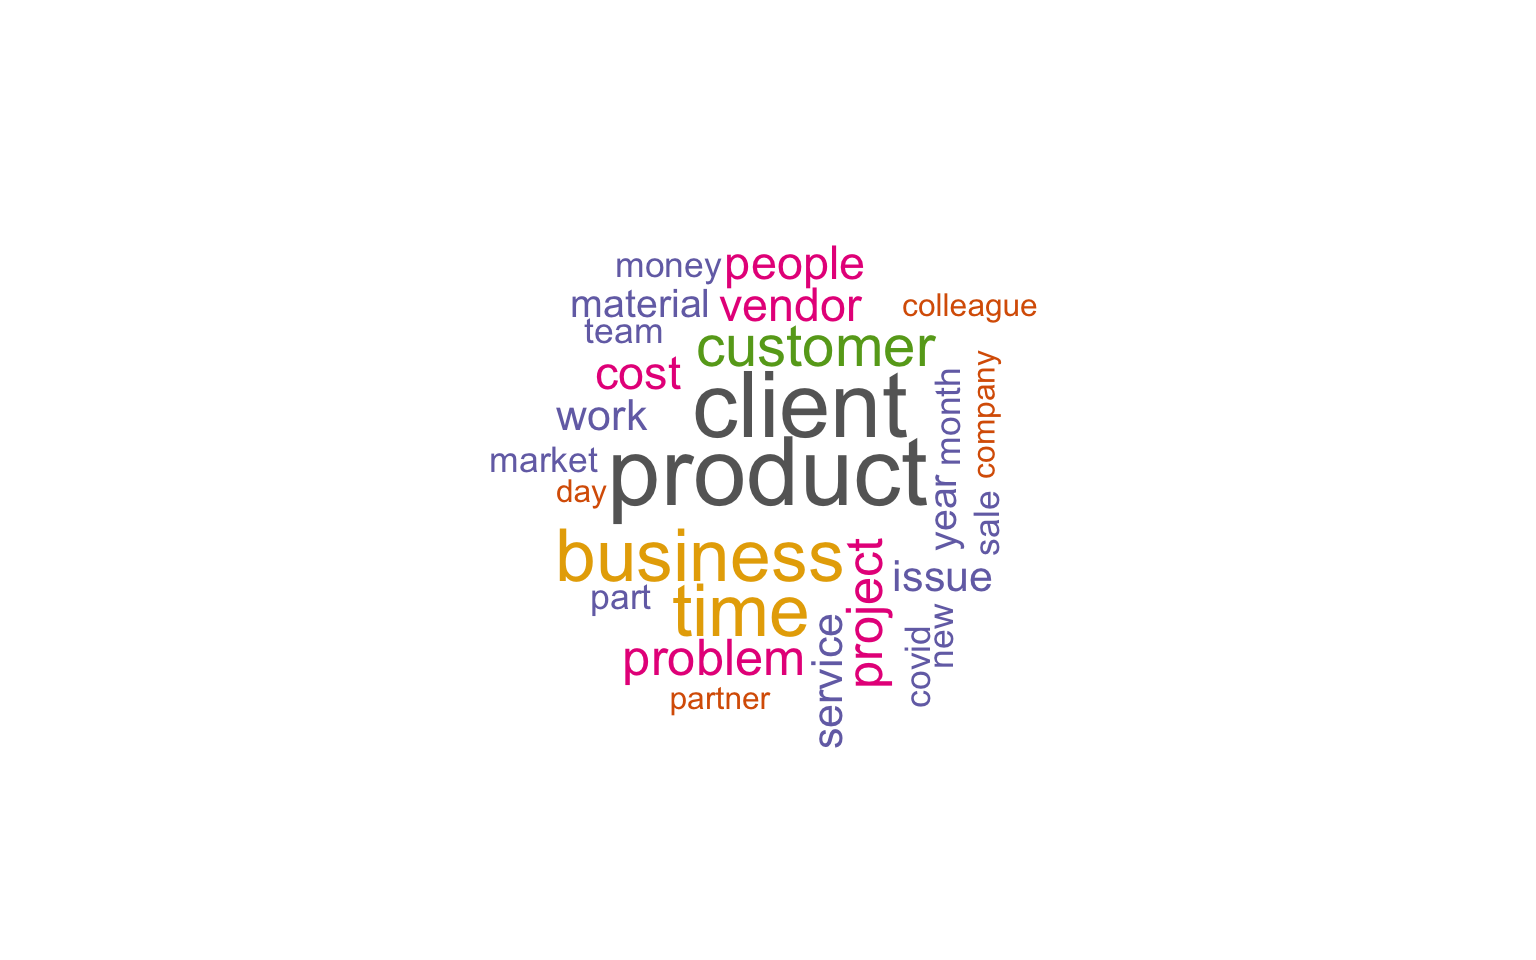 money people
material vendor colleague
team
customer
cost
client
work
month
company
market
product
day
year
sale
business
issue
part
time
project
new
service
covid
problem
partner